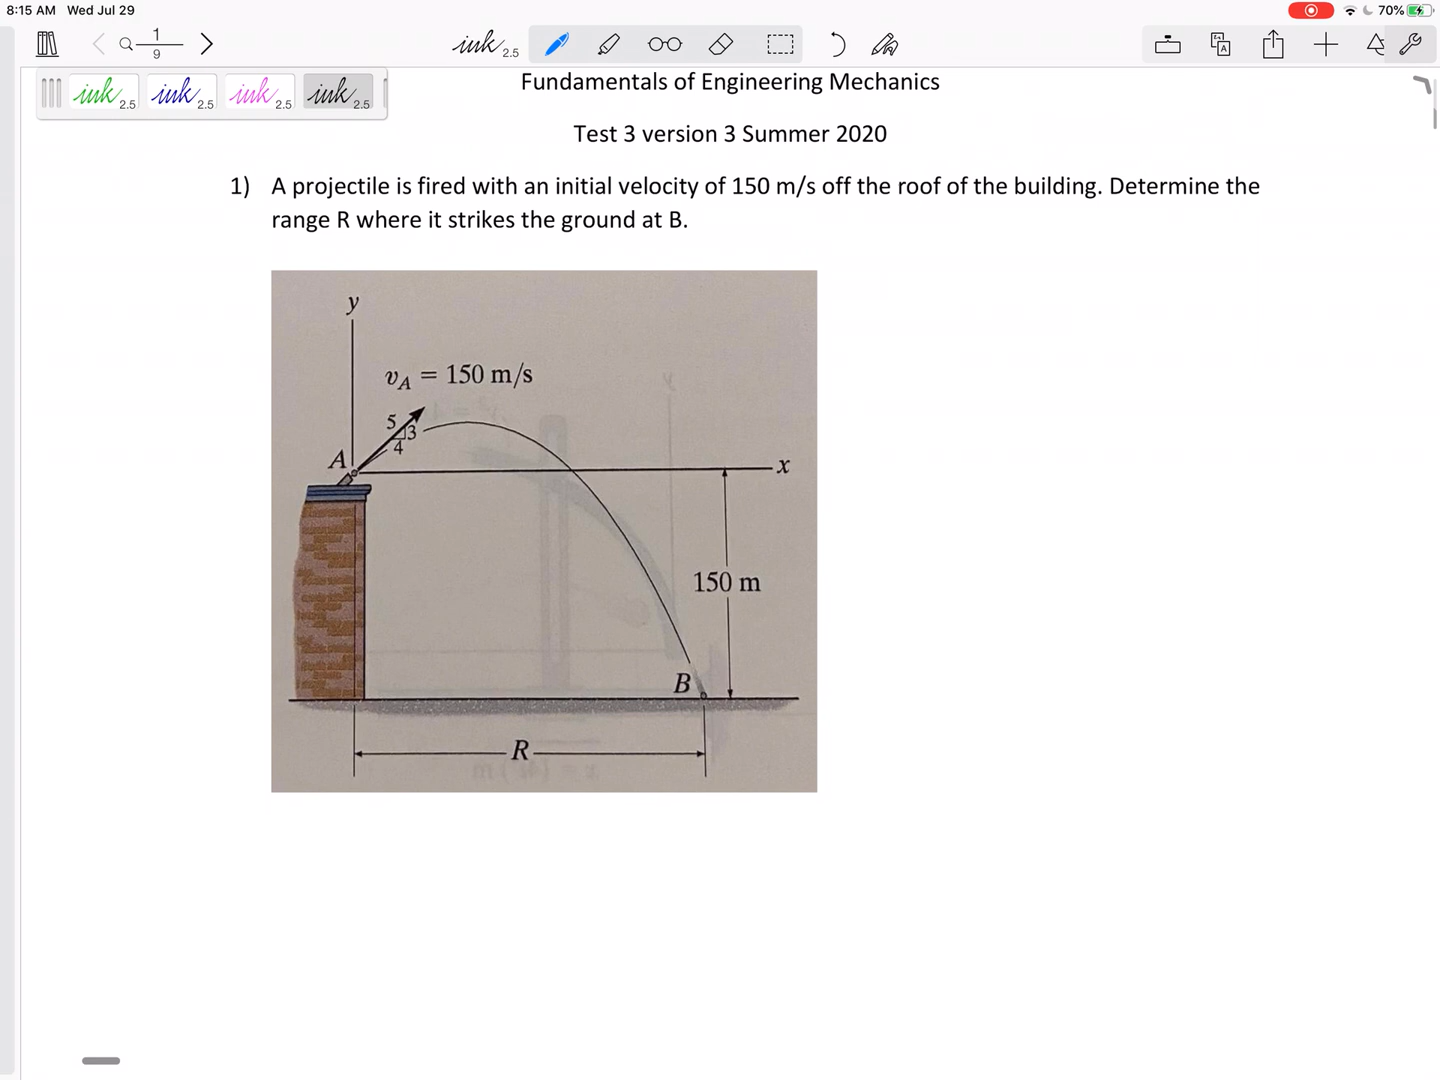 8:15 AM Wed Jul 29
70%
1
9
ink 2.5
ink 2.5
ink 2.5
ink 2.5
ink 2.5
Fundamentals of Engineering Mechanics
Test 3 version 3 Summer 2020
1) A projectile is fired with an initial velocity of 150 m/s off the roof of the building. Determine the
range R where it strikes the ground at B.
y
vA = 150 m/s
5
3
4
A
x
150 m
B
R